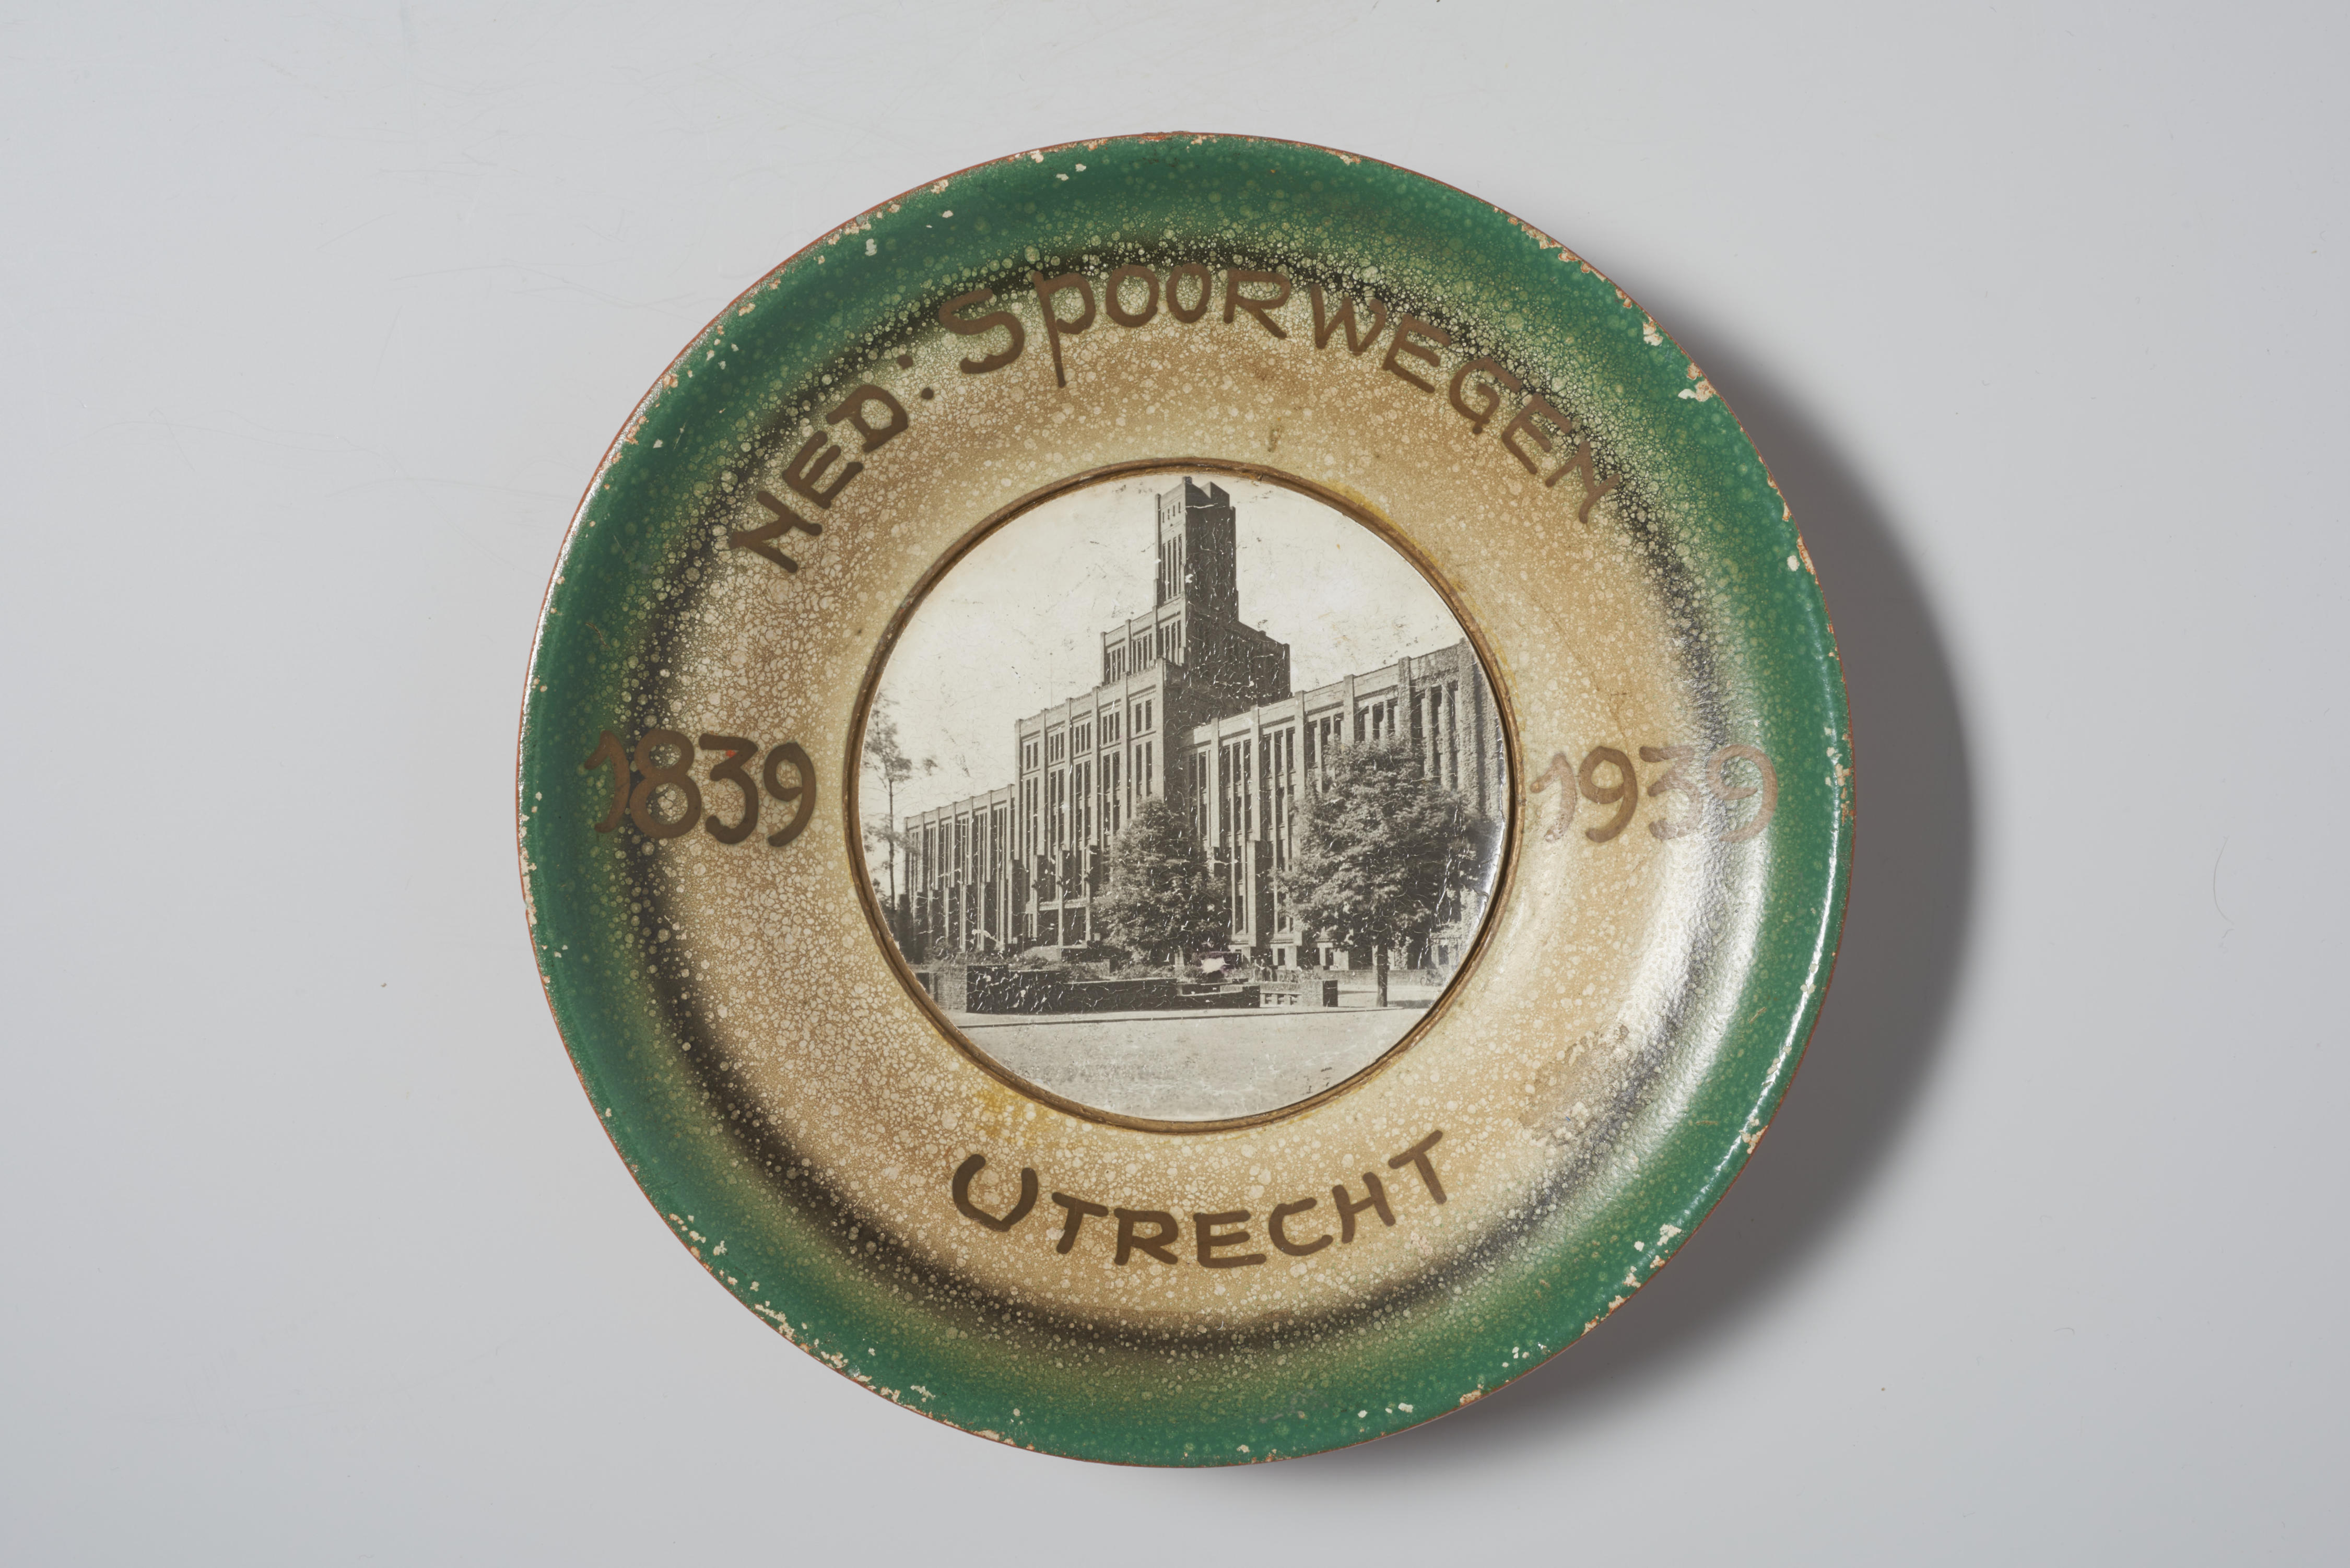 NED: SPOORWEGEN
1839
1939
UTRECHT